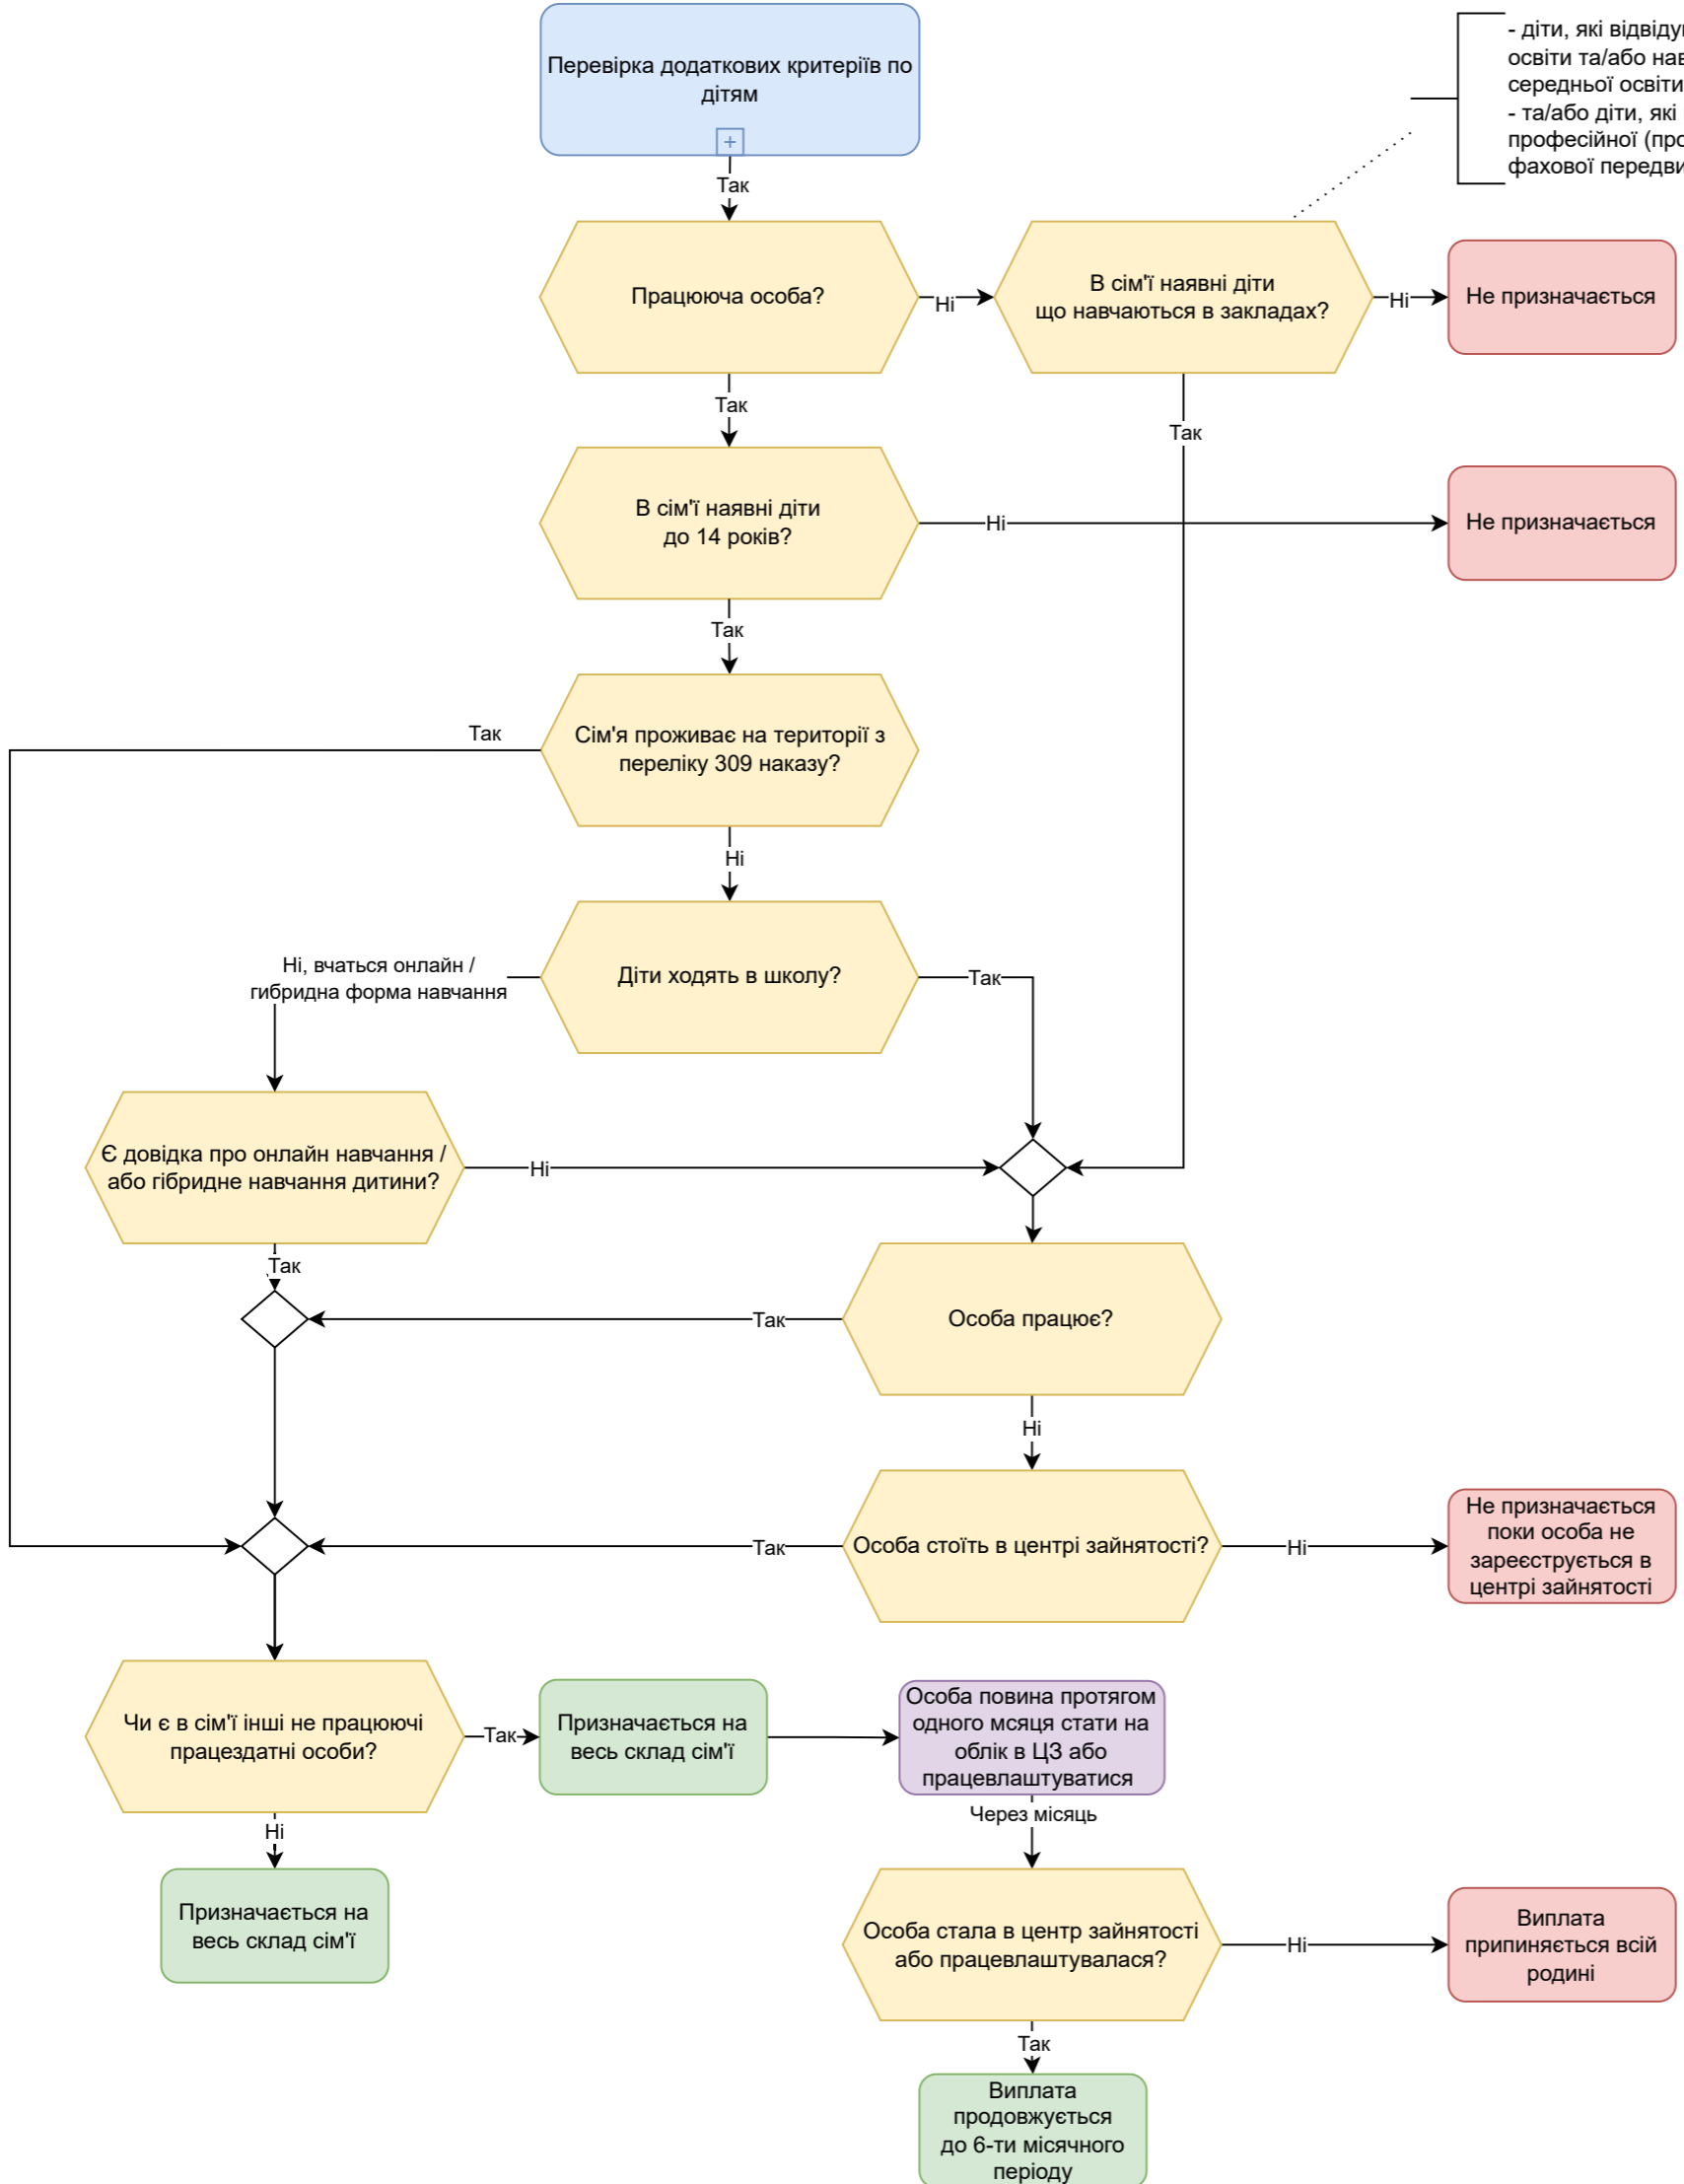 Перевірка додаткових критеріїв по
дітям
- діти, які
освіти та/або
середньої освіти
- та/або діти, які
професійної
фахової
Так
Працююча особа?
Ні
В сім'ї наявні діти
що навчаються в закладах?
Ні
Не призначається
Так
Так
В сім'ї наявні діти
до 14 років?
Ні
Не призначається
Так
Так
Сім'я проживає на території з
переліку 309 наказу?
Ні
Ні, вчаться онлайн /
гибридна форма навчання
Діти ходять в школу?
Так
Є довідка про онлайн навчання /
або гібридне навчання дитини?
Ні
Так
Так
Особа працює?
Ні
Так
Особа стоїть в центрі зайнятості?
Ні
Не призначається
поки особа не
зареєструється в
центрі зайнятості
Чи є в сім'ї інші не працюючі
працездатні особи?
Так
Призначається на
весь склад сім'ї
Особа повина протягом
одного мсяця стати на
облік в ЦЗ або
працевлаштуватися
Через місяць
Ні
Призначається на
весь склад сім'ї
Особа стала в центр зайнятості
або працевлаштувалася?
Ні
Виплата
припиняється всій
родині
Так
Виплата
продовжується
до 6-ти місячного
періоду